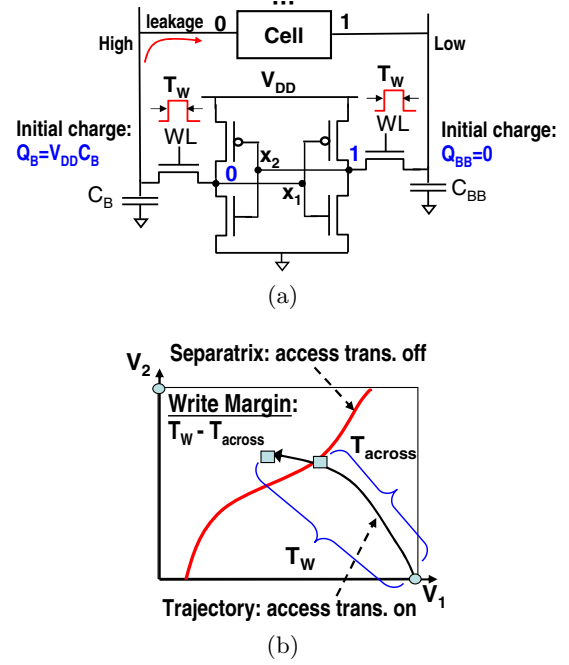 ...
leakage 0 Cell 1
High Low
T_W V_DD T_W
Initial charge: WL WL Initial charge:
Q_B=V_DDC_B x_2 1 Q_BB=0
0
C_B x_1 C_BB
(a)
V_2 Separatrix: access trans. off
Write Margin:
T_W - T_across T_across
T_W
V_1
Trajectory: access trans. on
(b)